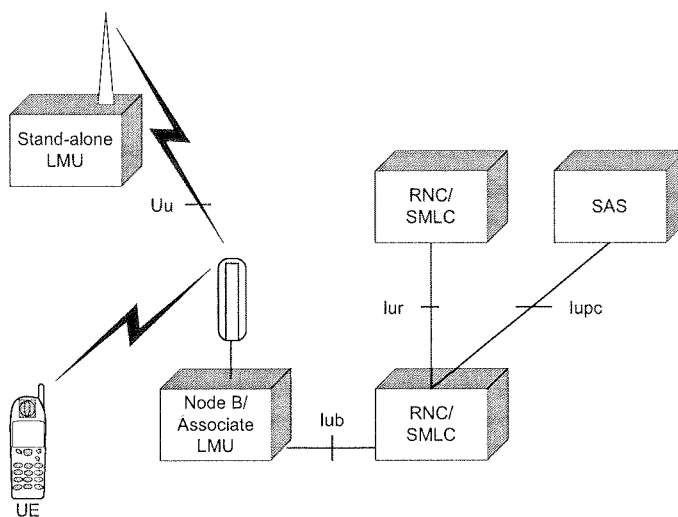 Stand-alone
LMU
Uu
RNC/
SMLC
SAS
Iur
Iupc
Node B/
Associate
LMU
Iub
RNC/
SMLC
UE